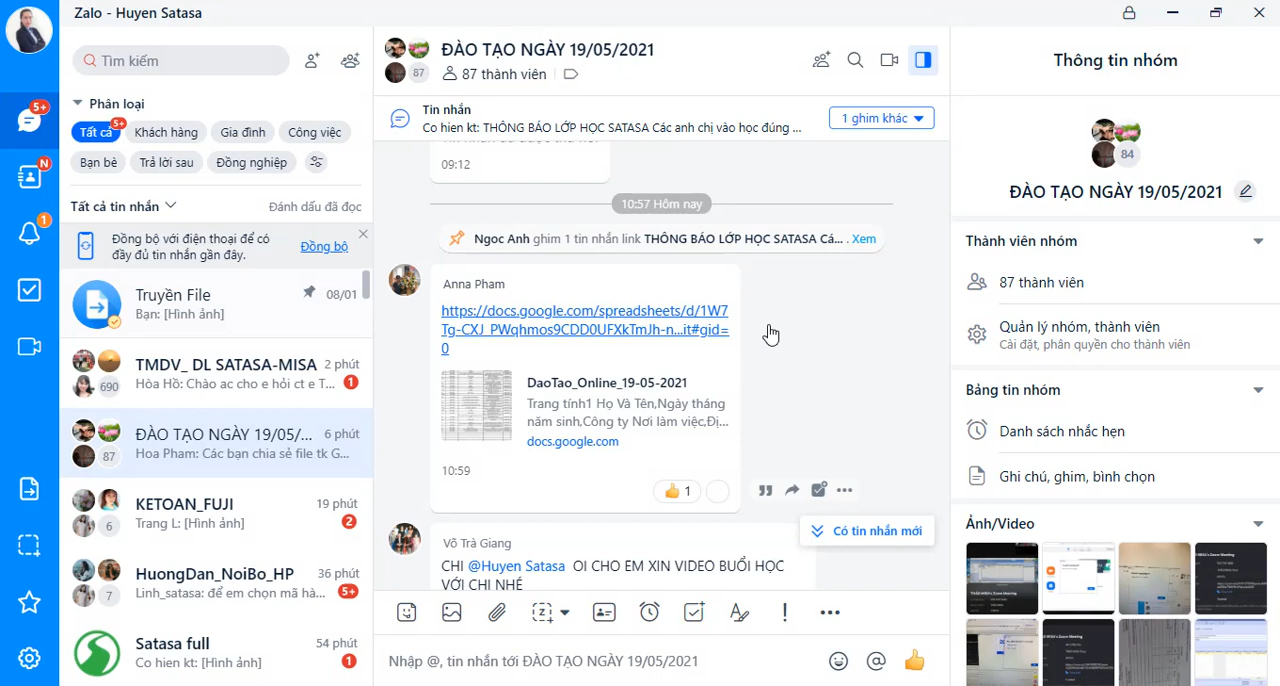 Zalo - Huyen Satasa
Tìm kiếm
Phân loại
Tất cả
5+
Khách hàng
Gia đình
Công việc
Bạn bè
Trả lời sau
Đồng nghiệp
Tất cả tin nhắn
Đánh dấu đã đọc
Đồng bộ với điện thoại để có
đầy đủ tin nhắn gần đây.
Đồng bộ
Truyền File
08/01
Bạn: [Hình ảnh]
TMDV_ DL SATASA-MISA
2 phút
690
Hòa Hồ: Chào ac cho e hỏi ct e T...
1
ĐÀO TẠO NGÀY 19/05/...
6 phút
87
Hoa Pham: Các bạn chia sẻ file tk G...
KETOAN_FUJI
19 phút
6
Trang L: [Hình ảnh]
2
HuongDan_NoiBo_HP
36 phút
7
Linh_satasa: để em chọn mã hà...
5+
Satasa full
54 phút
Co hien kt: [Hình ảnh]
1
5+
N
1
ĐÀO TẠO NGÀY 19/05/2021
87
87 thành viên
Tin nhắn
Co hien kt: THÔNG BÁO LỚP HỌC SATASA Các anh chị vào học đúng ...
1 ghim khác
09:12
10:57 Hôm nay
Ngoc Anh ghim 1 tin nhắn link THÔNG BÁO LỚP HỌC SATASA Cá... . Xem
Anna Pham
https://docs.google.com/spreadsheets/d/1W7
Tg-CXJ_PWqhmos9CDD0UFXkTmJh-n...it#gid=
0
DaoTao_Online_19-05-2021
Trang tính1 Họ Và Tên,Ngày tháng
năm sinh,Công ty Nơi làm việc,Đị...
docs.google.com
10:59
1
Có tin nhắn mới
Võ Trà Giang
CHI @Huyen Satasa OI CHO EM XIN VIDEO BUỔI HỌC
VỚI CHI NHÉ
Nhập @, tin nhắn tới ĐÀO TẠO NGÀY 19/05/2021
Thông tin nhóm
84
ĐÀO TẠO NGÀY 19/05/2021
Thành viên nhóm
87 thành viên
Quản lý nhóm, thành viên
Cài đặt, phân quyền cho thành viên
Bảng tin nhóm
Danh sách nhắc hẹn
Ghi chú, ghim, bình chọn
Ảnh/Video